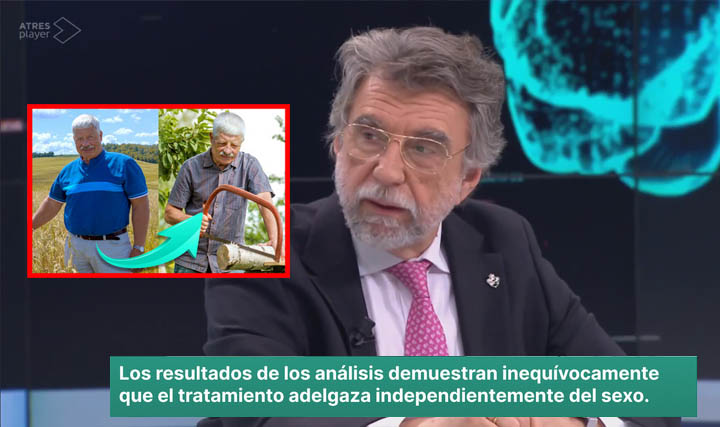 ATRES
player
Los resultados de los análisis demuestran inequívocamente
que el tratamiento adelgaza independientemente del sexo.